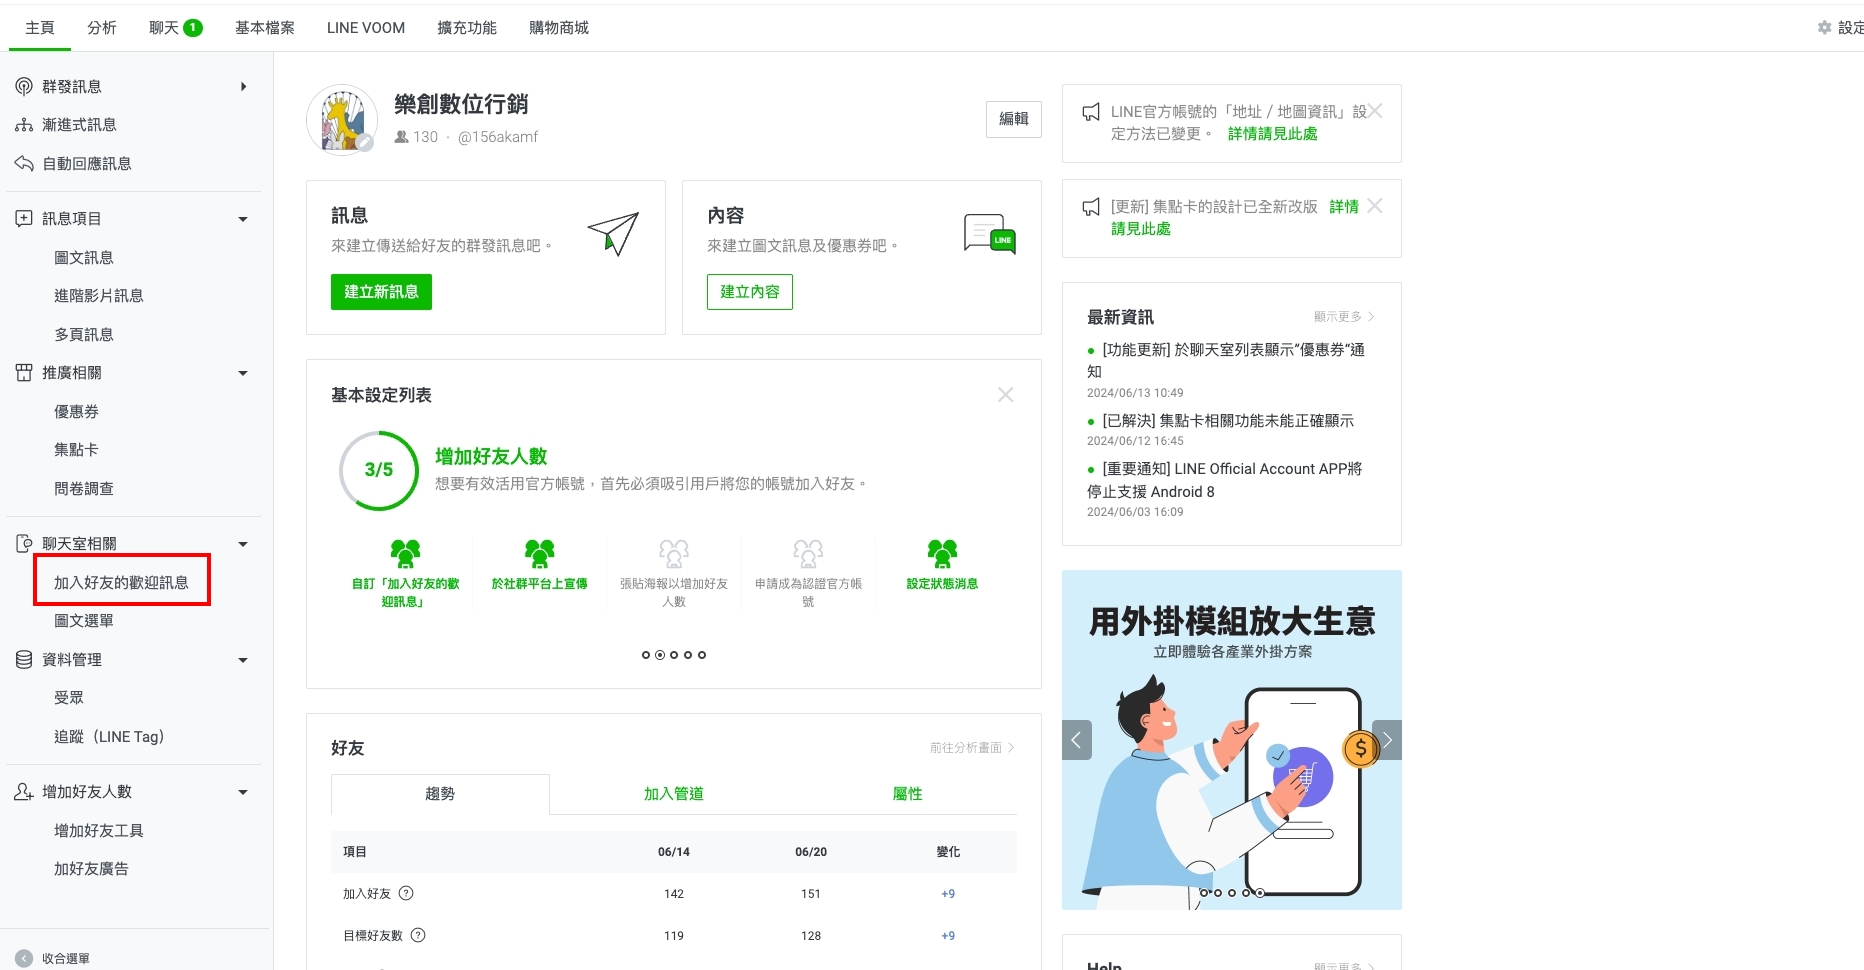 主頁
分析
聊天 1
基本檔案
LINE VOOM
擴充功能
購物商城
設定
群發訊息
漸進式訊息
自動回應訊息
訊息項目
圖文訊息
進階影片訊息
多頁訊息
推廣相關
優惠券
集點卡
問卷調查
聊天室相關
加入好友的歡迎訊息
圖文選單
資料管理
受眾
追蹤（LINE Tag）
增加好友人數
增加好友工具
加好友廣告
收合選單
樂創數位行銷
130 · @156akamf
編輯
訊息
來建立傳送給好友的群發訊息吧。
建立新訊息
內容
來建立圖文訊息及優惠券吧。
LINE
建立內容
基本設定列表
3/5
增加好友人數
想要有效活用官方帳號，首先必須吸引用戶將您的帳號加入好友。
自訂「加入好友的歡
迎訊息」
於社群平台上宣傳
張貼海報以增加好友
人數
申請成為認證官方帳
號
設定狀態消息
好友
前往分析畫面
趨勢
加入管道
屬性
項目 06/14 06/20 變化
加入好友 ? 142 151 +9
目標好友數 ? 119 128 +9
LINE官方帳號的「地址 / 地圖資訊」設
定方法已變更。 詳情請見此處
[更新] 集點卡的設計已全新改版 詳情
請見此處
最新資訊
顯示更多
[功能更新] 於聊天室列表顯示”優惠券“通
知
2024/06/13 10:49
[已解決] 集點卡相關功能未能正確顯示
2024/06/12 16:45
[重要通知] LINE Official Account APP將
停止支援 Android 8
2024/06/03 16:09
用外掛模組放大生意
立即體驗各產業外掛方案
$
Help
顯示更多